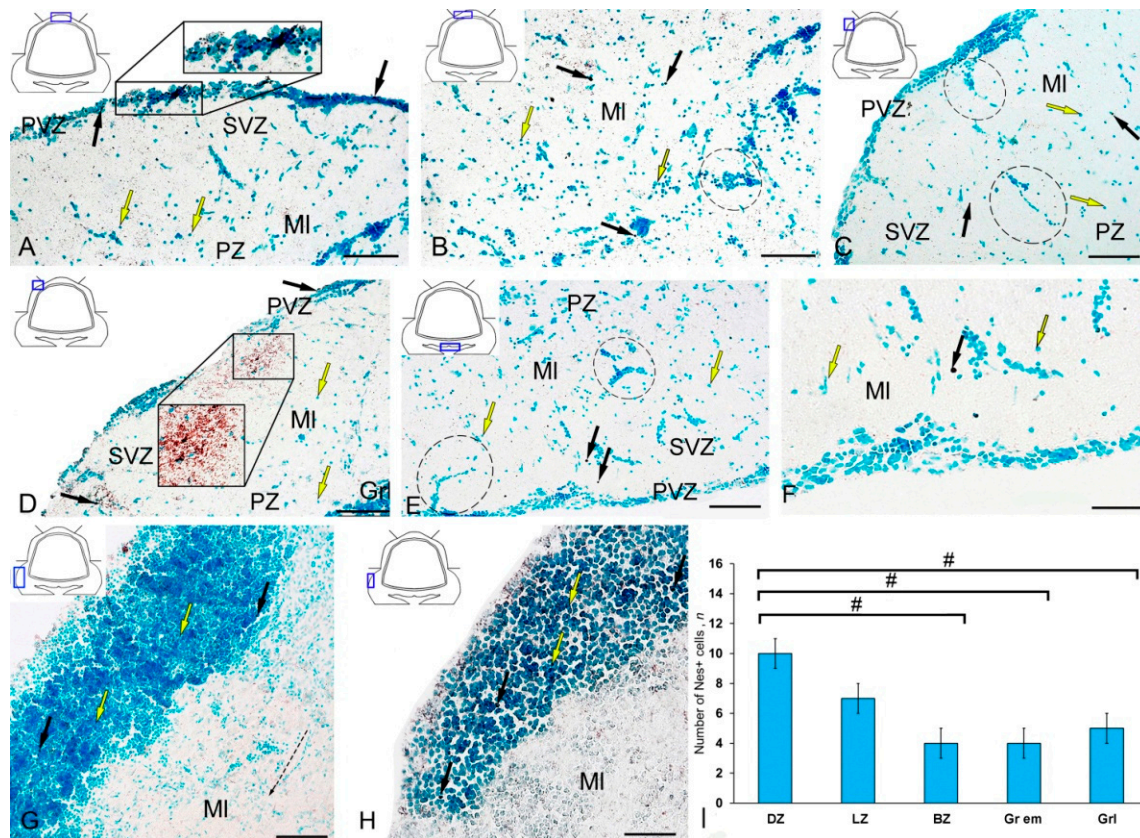 PVZ
SVZ
MI
PZ
A
MI
B
MI
PVZ
SVZ
PZ
C
PVZ
MI
SVZ
PZ
Gr
D
PZ
MI
SVZ
PVZ
E
MI
F
MI
G
MI
H
#
#
#
16
14
12
10
8
6
4
2
0
Number of Nes+ cells , n
DZ
LZ
BZ
Gr em
Grl
I